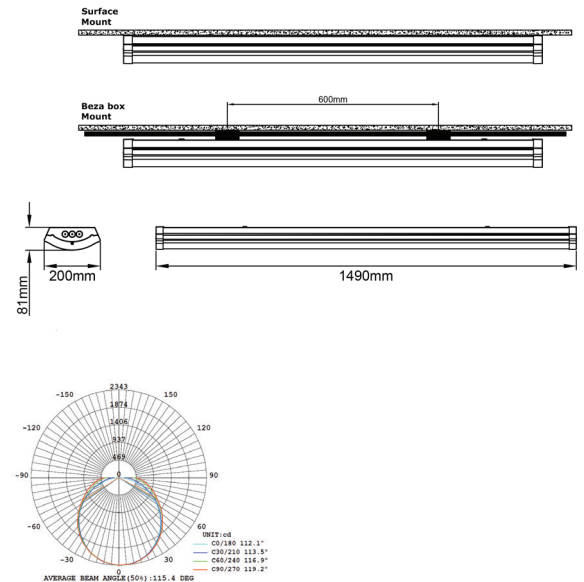 Surface
Mount
600mm
Beza box
Mount
81mm
200mm
1490mm
2343
-150
150
1874
-120
1406
120
937
469
-90
0
90
-60
60
UNIT:cd
C0/180 112.1°
-30
30
C30/210 113.5°
C60/240 116.9°
0
C90/270 119.2°
AVERAGE BEAM ANGLE(50%):115.4 DEG